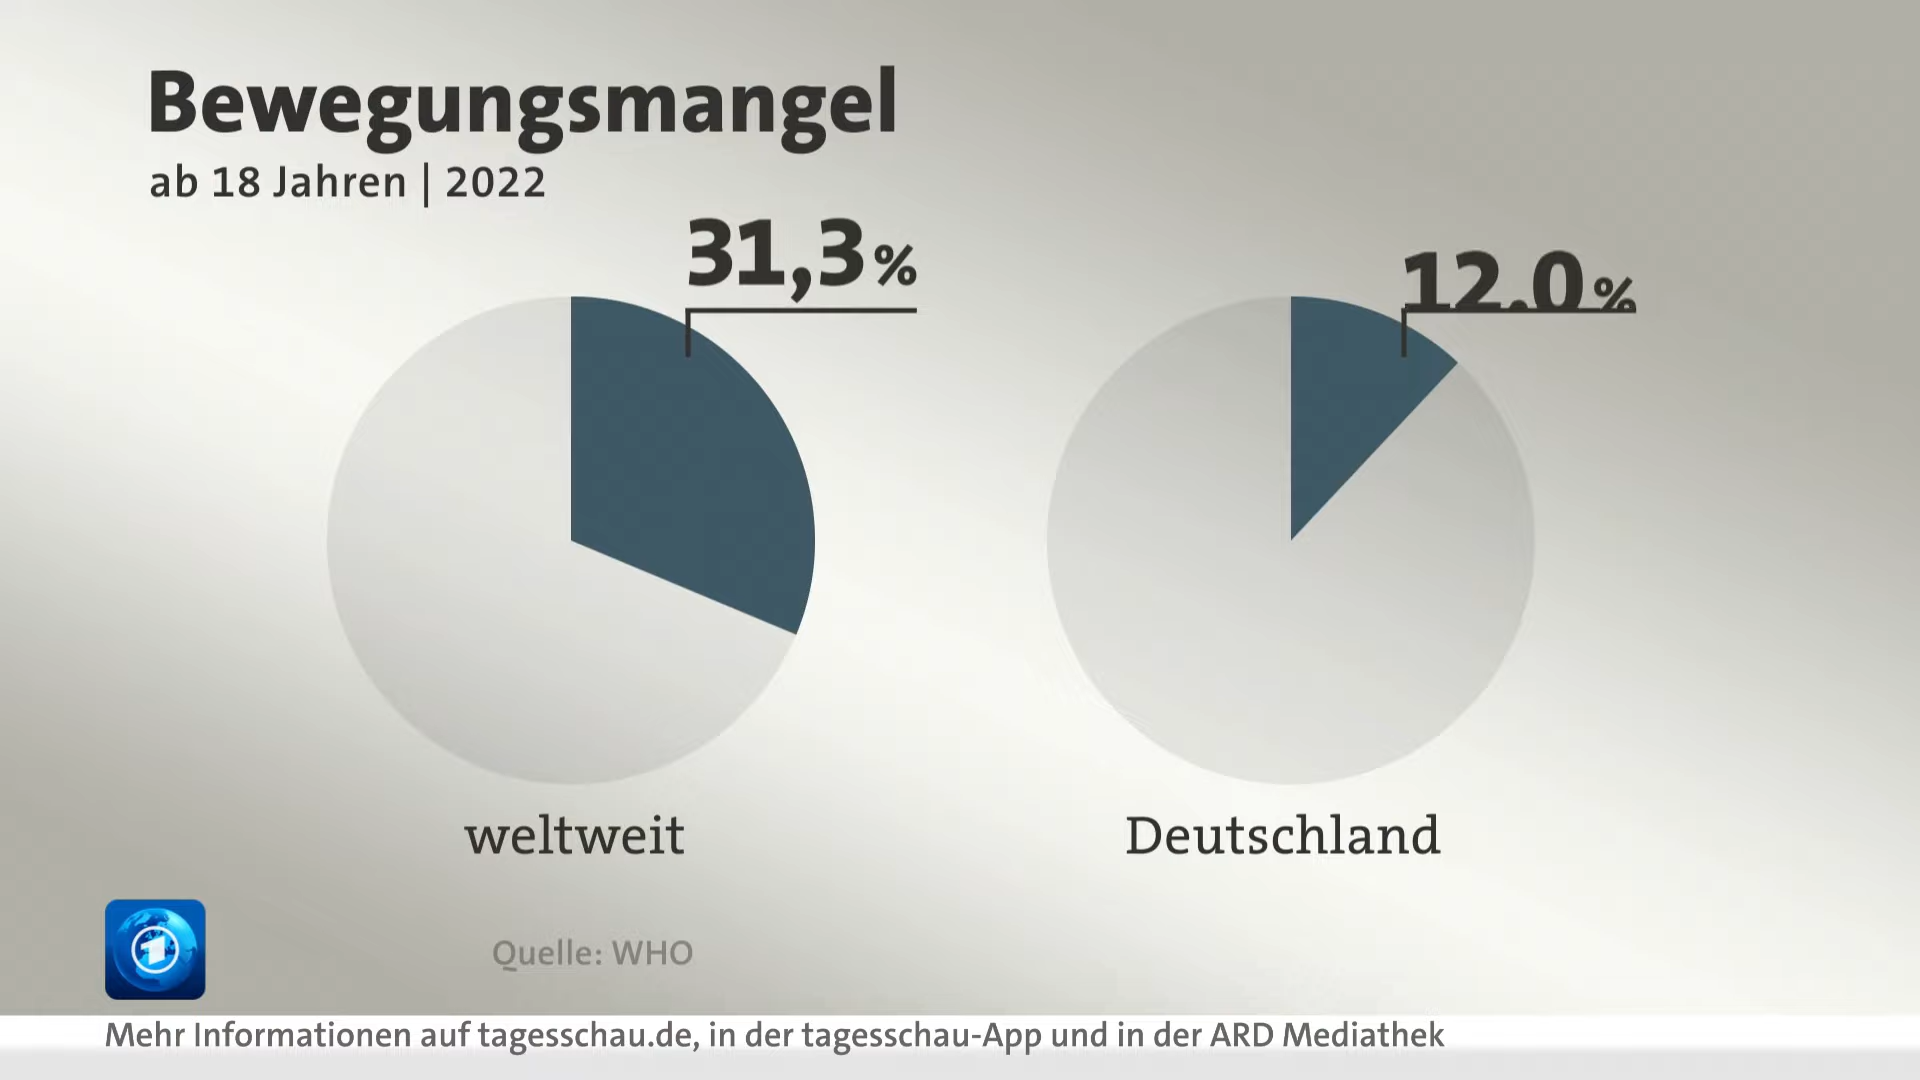 Bewegungsmangel
ab 18 Jahren | 2022
31,3 %
12,0 %
weltweit
Deutschland
1
Quelle: WHO
Mehr Informationen auf tagesschau.de, in der tagesschau-App und in der ARD Mediathek